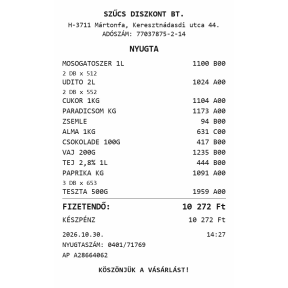 SZŰCS DISZKONT BT.
H-3711 Mártonfa, Keresztnádasdi utca 44.
ADÓSZÁM: 77037875-2-14
NYUGTA
MOSOGATOSZER 1L 1100 B00
2 DB x 512
UDITO 2L 1024 A00
2 DB x 552
CUKOR 1KG 1104 A00
PARADICSOM KG 1173 A00
ZSEMLE 94 B00
ALMA 1KG 631 C00
CSOKOLADE 100G 417 B00
VAJ 200G 1235 B00
TEJ 2,8% 1L 444 B00
PAPRIKA KG 1091 A00
3 DB x 653
TESZTA 500G 1959 A00
FIZETENDŐ: 10 272 Ft
KÉSZPÉNZ 10 272 Ft
2026.10.30. 14:27
NYUGTASZÁM: 0401/71769
AP A28664062
KÖSZÖNJÜK A VÁSÁRLÁST!